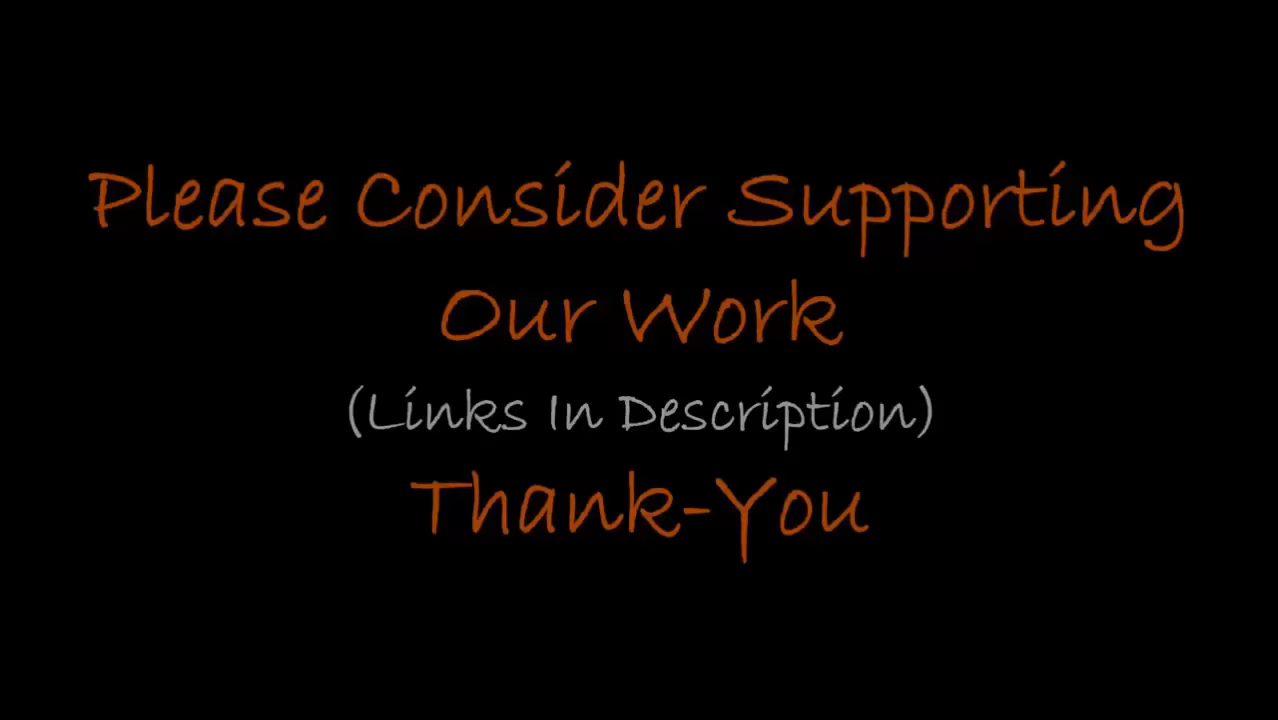 Please Consider Supporting
Our Work
(Links In Description)
Thank-You